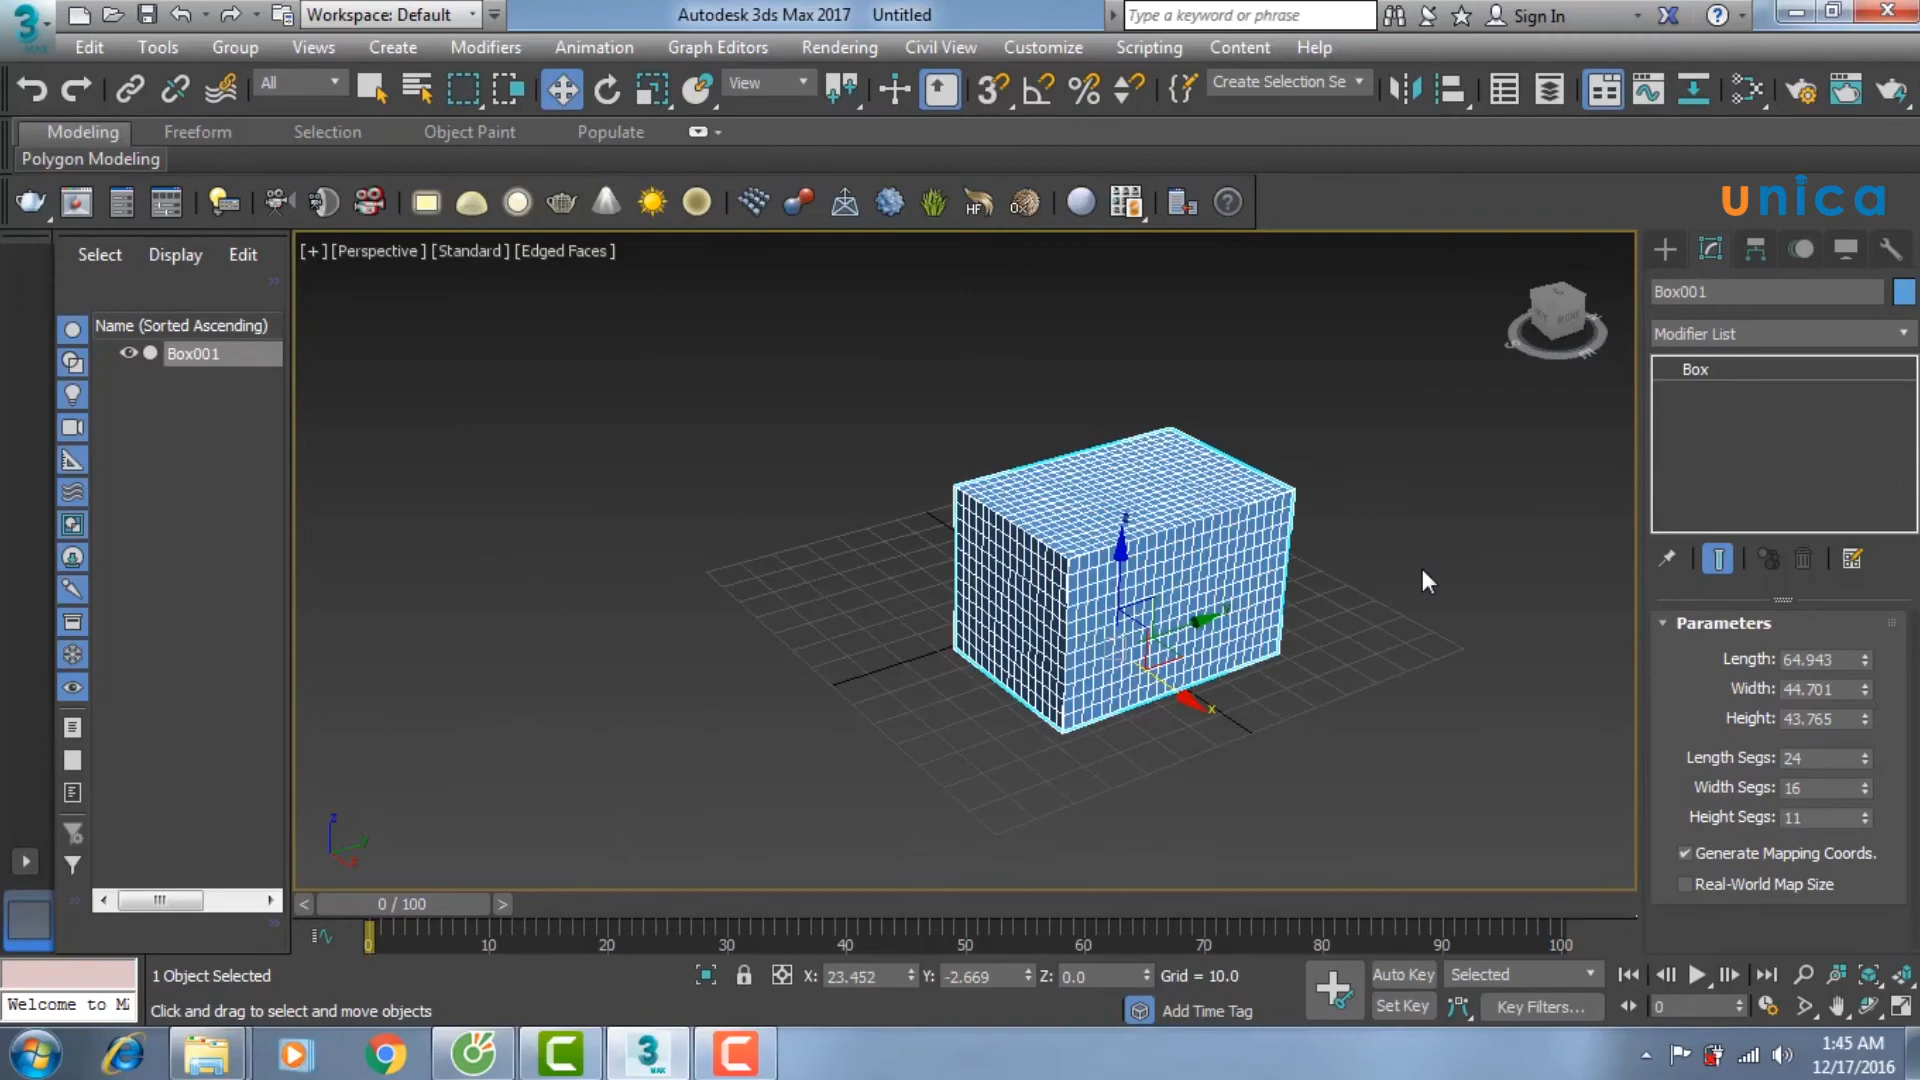 Workspace: Default
Autodesk 3ds Max 2017 Untitled
Type a keyword or phrase
Sign In
Edit Tools Group Views Create Modifiers Animation Graph Editors Rendering Civil View Customize Scripting Content Help
All
View
Create Selection Se
Modeling Freeform Selection Object Paint Populate
Polygon Modeling
unica
Select Display Edit
[+] [Perspective] [Standard] [Edged Faces]
Name (Sorted Ascending)
Box001
Box001
Modifier List
Box
Parameters
Length: 64.943
Width: 44.701
Height: 43.765
Length Segs: 24
Width Segs: 16
Height Segs: 11
Generate Mapping Coords.
Real-World Map Size
0 / 100
0 10 20 30 40 50 60 70 80 90 100
1 Object Selected
X: 23.452 Y: -2.669 Z: 0.0 Grid = 10.0
Auto Key Selected
Welcome to M
Click and drag to select and move objects
Add Time Tag
Set Key Key Filters...
0
1:45 AM
12/17/2016